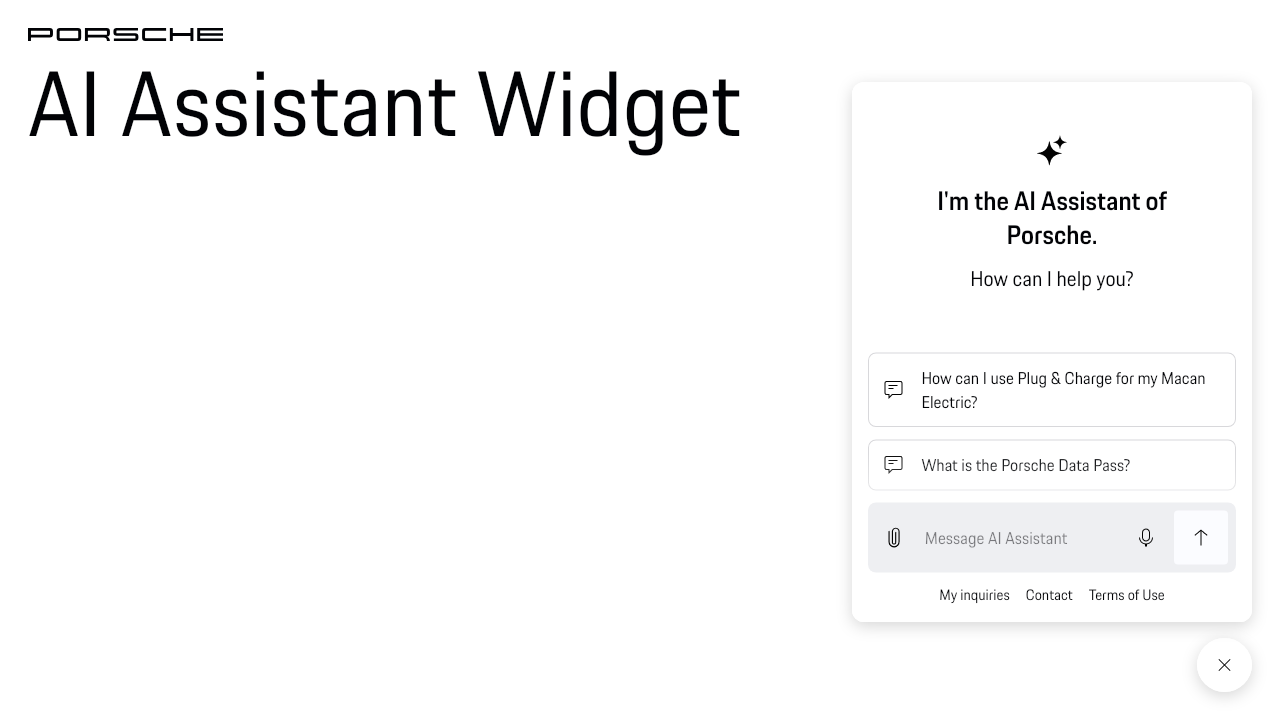 PORSCHE
AI Assistant Widget
I'm the AI Assistant of
Porsche.
How can I help you?
How can I use Plug & Charge for my Macan
Electric?
What is the Porsche Data Pass?
Message AI Assistant
My inquiries Contact Terms of Use